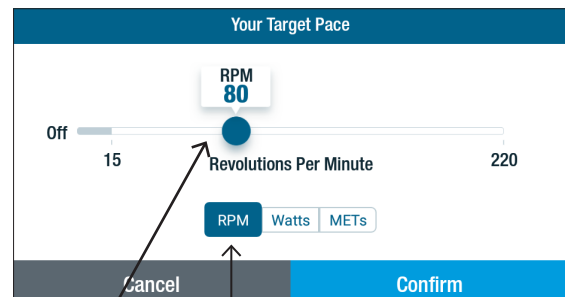 Your Target Pace
RPM
80
Off
15
Revolutions Per Minute
220
RPM Watts METs
Cancel Confirm